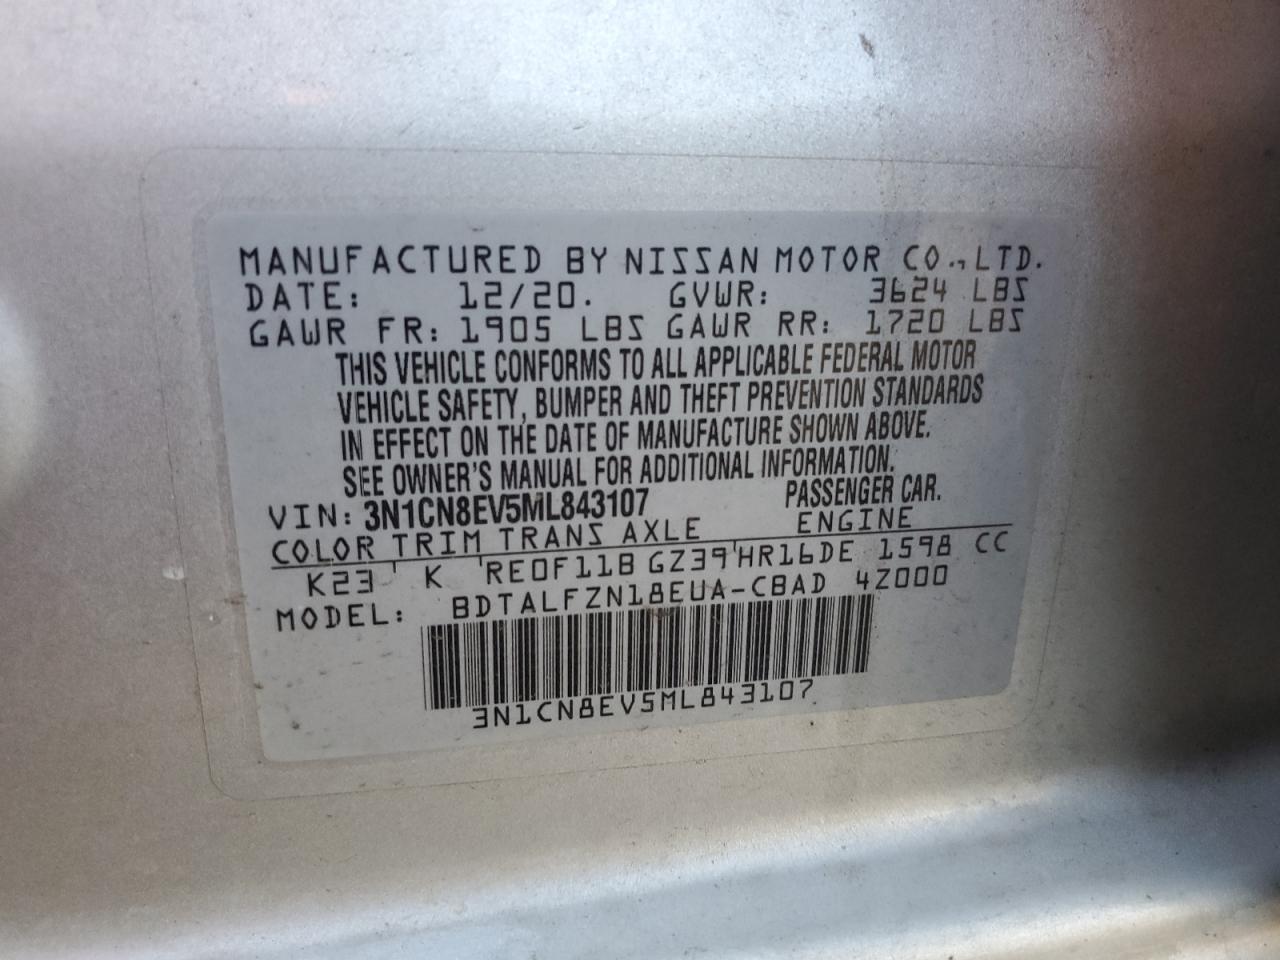 MANUFACTURED BY NISSAN MOTOR CO.,LTD.
DATE: 12/20. GVWR: 3624 LBS
GAWR FR: 1905 LBS GAWR RR: 1720 LBS
THIS VEHICLE CONFORMS TO ALL APPLICABLE FEDERAL MOTOR
VEHICLE SAFETY, BUMPER AND THEFT PREVENTION STANDARDS
IN EFFECT ON THE DATE OF MANUFACTURE SHOWN ABOVE.
SEE OWNER'S MANUAL FOR ADDITIONAL INFORMATION.
VIN: 3N1CN8EV5ML843107 PASSENGER CAR.
COLOR TRIM TRANS AXLE ENGINE
K23 K RE0F11B GZ39 HR16DE 1598 CC
MODEL: BDTALFZN18EUA-CBAD 4Z000
3N1CN8EV5ML843107